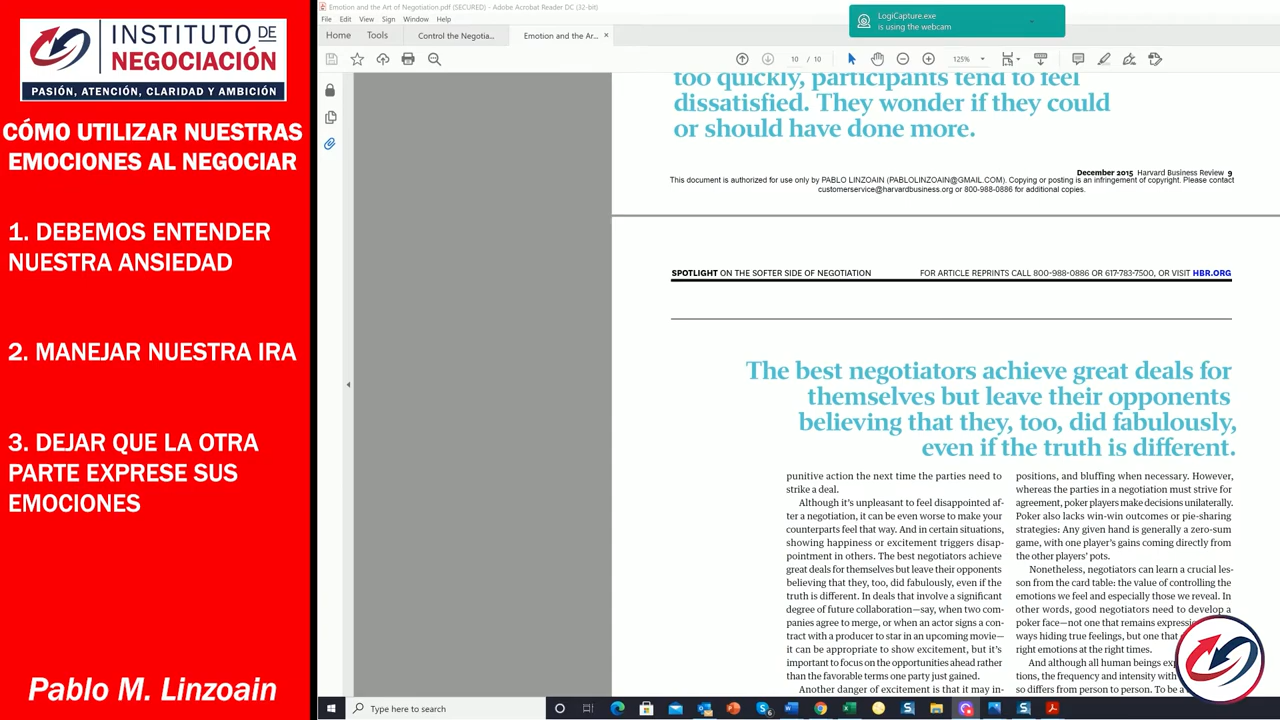 INSTITUTO DE
NEGOCIACIÓN
PASIÓN, ATENCIÓN, CLARIDAD Y AMBICIÓN
CÓMO UTILIZAR NUESTRAS
EMOCIONES AL NEGOCIAR
1. DEBEMOS ENTENDER
NUESTRA ANSIEDAD
2. MANEJAR NUESTRA IRA
3. DEJAR QUE LA OTRA
PARTE EXPRESE SUS
EMOCIONES
Pablo M. Linzoain
Emotion and the Art of Negotiation.pdf (SECURED) - Adobe Acrobat Reader DC (32-bit)
File Edit View Sign Window Help
Home Tools Control the Negotia... Emotion and the Ar... ×
LogiCapture.exe
is using the webcam
10 / 10 125%
too quickly, participants tend to feel
dissatisfied. They wonder if they could
or should have done more.
December 2015 Harvard Business Review 9
This document is authorized for use only by PABLO LINZOAIN (PABLOLINZOAIN@GMAIL.COM). Copying or posting is an infringement of copyright. Please contact
customerservice@harvardbusiness.org or 800-988-0886 for additional copies.
SPOTLIGHT ON THE SOFTER SIDE OF NEGOTIATION FOR ARTICLE REPRINTS CALL 800-988-0886 OR 617-783-7500, OR VISIT HBR.ORG
The best negotiators achieve great deals for
themselves but leave their opponents
believing that they, too, did fabulously,
even if the truth is different.
punitive action the next time the parties need to
strike a deal.
Although it's unpleasant to feel disappointed af-
ter a negotiation, it can be even worse to make your
counterparts feel that way. And in certain situations,
showing happiness or excitement triggers disap-
pointment in others. The best negotiators achieve
great deals for themselves but leave their opponents
believing that they, too, did fabulously, even if the
truth is different. In deals that involve a significant
degree of future collaboration—say, when two com-
panies agree to merge, or when an actor signs a con-
tract with a producer to star in an upcoming movie—
it can be appropriate to show excitement, but it's
important to focus on the opportunities ahead rather
than the favorable terms one party just gained.
Another danger of excitement is that it may in-
positions, and bluffing when necessary. However,
whereas the parties in a negotiation must strive for
agreement, poker players make decisions unilaterally.
Poker also lacks win-win outcomes or pie-sharing
strategies: Any given hand is generally a zero-sum
game, with one player's gains coming directly from
the other players' pots.
Nonetheless, negotiators can learn a crucial les-
son from the card table: the value of controlling the
emotions we feel and especially those we reveal. In
other words, good negotiators need to develop a
poker face—not one that remains
ways hiding true feelings, but one that
right emotions at the right times.
And although all human beings
tions, the frequency and intensity with
so differs from person to person. To be a
Type here to search